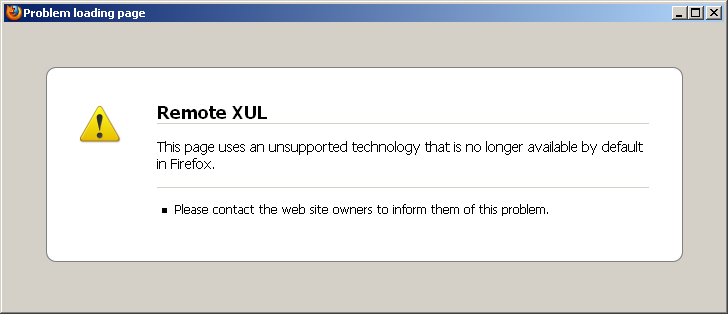 Problem loading page
Remote XUL
This page uses an unsupported technology that is no longer available by default
in Firefox.
Please contact the web site owners to inform them of this problem.